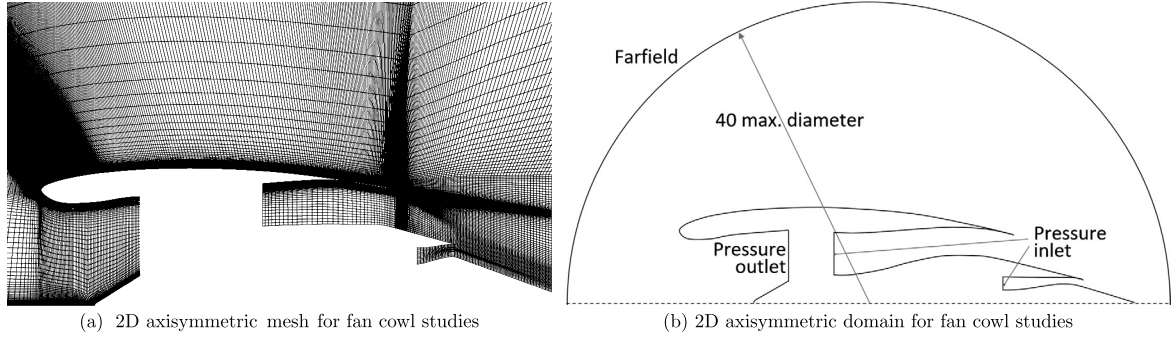 Farfield
40 max. diameter
Pressure
outlet
Pressure
inlet
(a) 2D axisymmetric mesh for fan cowl studies
(b) 2D axisymmetric domain for fan cowl studies